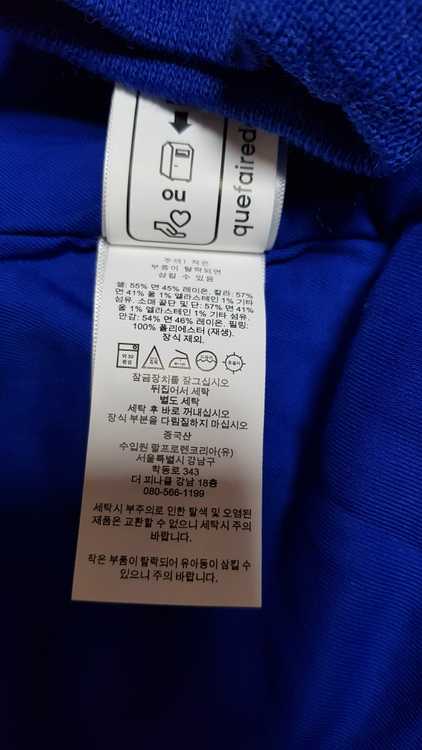 quefairede
ou
주의! 작은
부품이 탈락되면
삼킬 수 있음
셸: 55% 면 45% 레이온. 칼라: 57%
면 41% 울 1% 엘라스테인 1% 기타
섬유. 소매 끝단 및 단: 57% 면 41%
울 1% 엘라스테인 1% 기타 섬유.
안감: 54% 면 46% 레이온. 필링:
100% 폴리에스터 (재생).
장식 제외.
약 30
중성
잠금장치를 잠그십시오
뒤집어서 세탁
별도 세탁
세탁 후 바로 꺼내십시오
장식 부분을 다림질하지 마십시오
중국산
수입원 랄프로렌코리아(유)
서울특별시 강남구
학동로 343
더 피나클 강남 18층
080-566-1199
세탁시 부주의로 인한 탈색 및 오염된
제품은 교환할 수 없으니 세탁시 주의
바랍니다.
작은 부품이 탈락되어 유아동이 삼킬 수
있으니 주의 바랍니다.